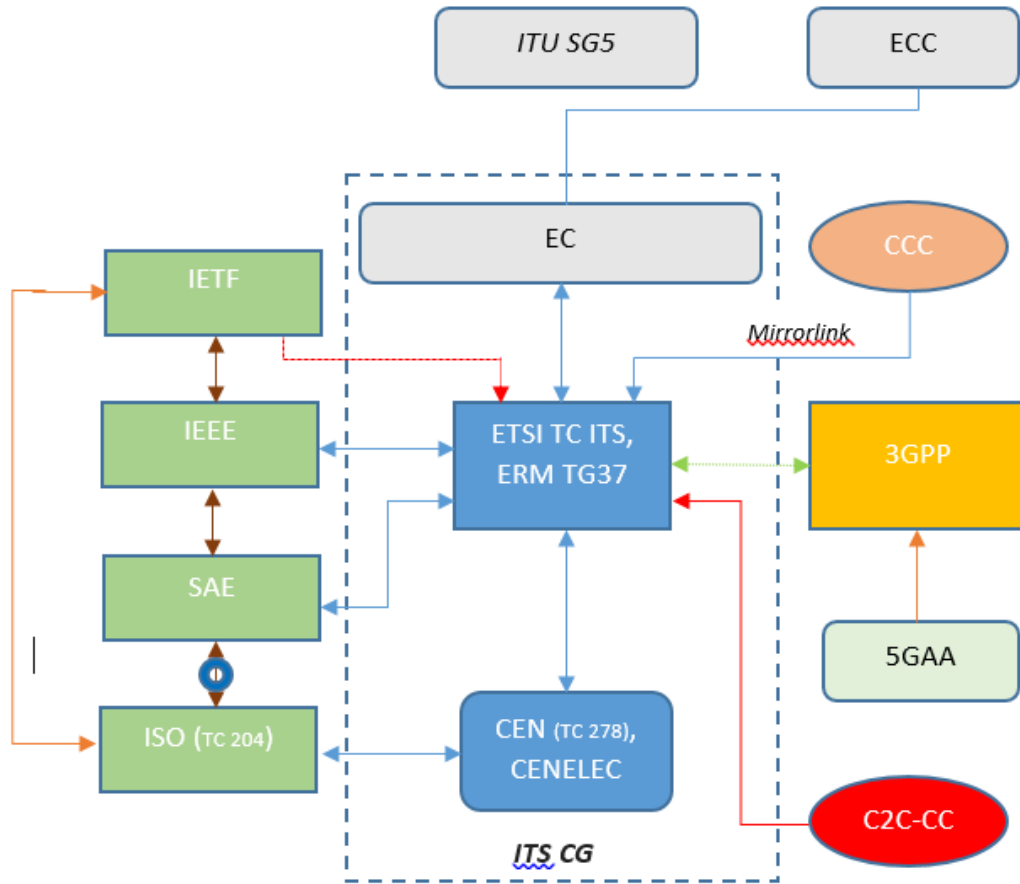 ITU SG5
ECC
EC
CCC
IETF
Mirrorlink
IEEE
ETSI TC ITS,
ERM TG37
3GPP
SAE
5GAA
ISO (TC 204)
CEN (TC 278),
CENELEC
C2C-CC
ITS CG